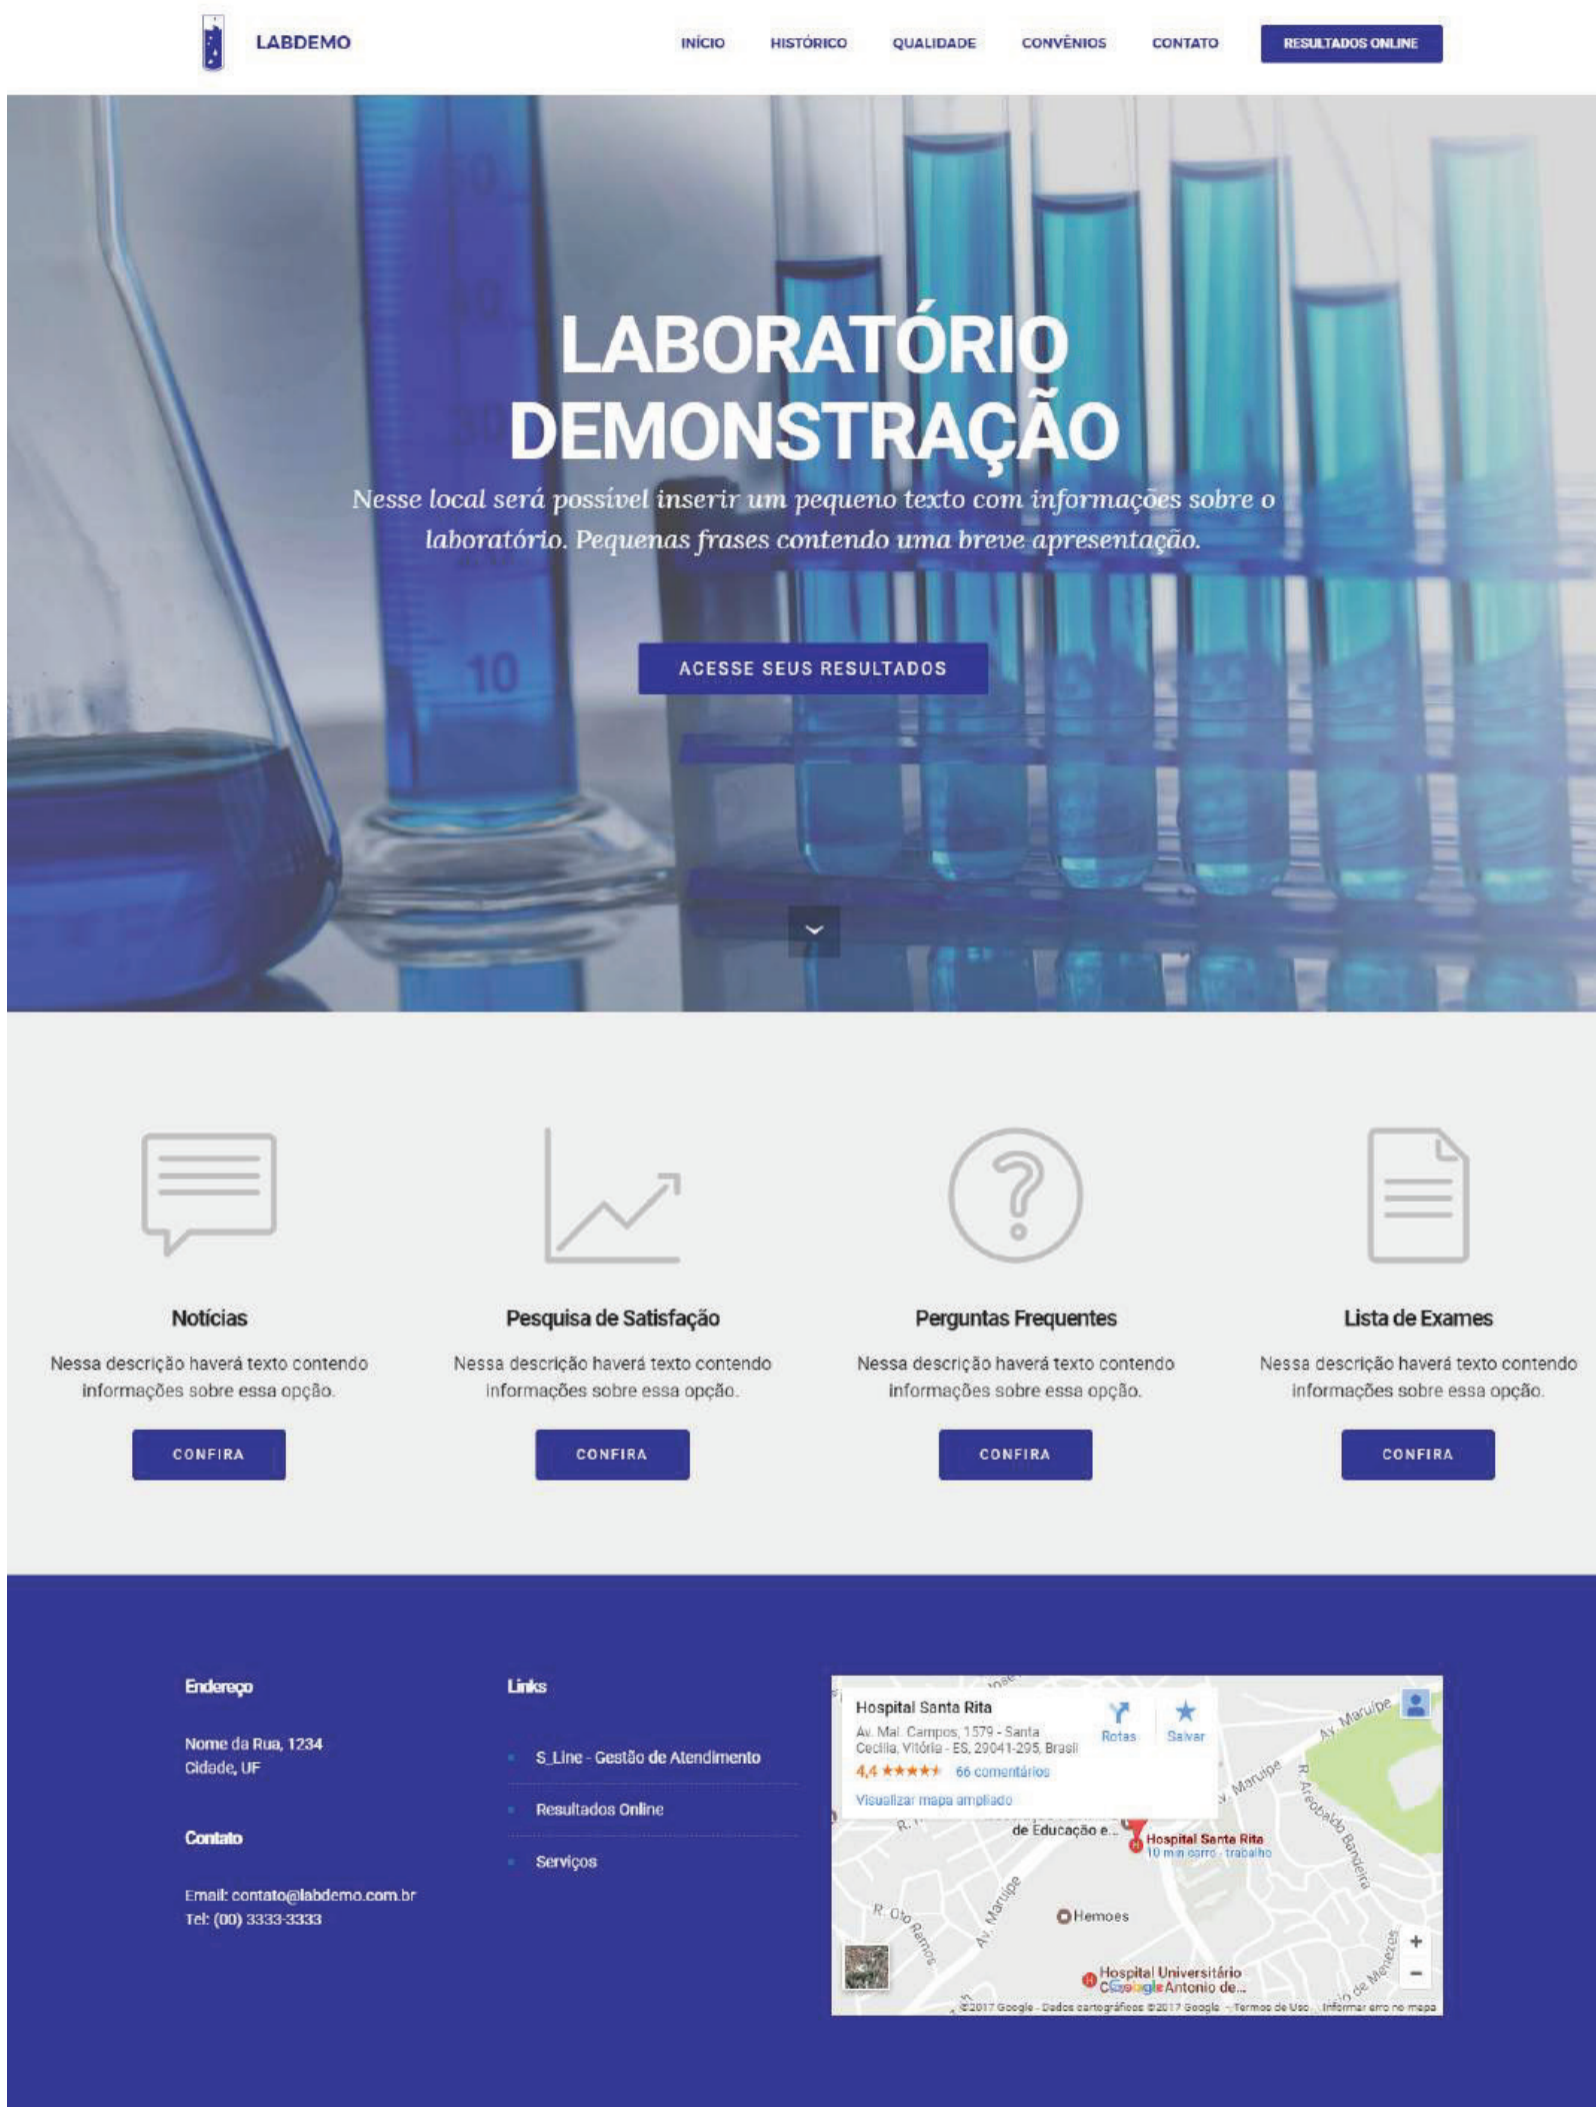 LABDEMO
INÍCIO HISTÓRICO QUALIDADE CONVÊNIOS CONTATO RESULTADOS ONLINE
LABORATÓRIO
DEMONSTRAÇÃO
Nesse local será possível inserir um pequeno texto com informações sobre o
laboratório. Pequenas frases contendo uma breve apresentação.
10
ACESSE SEUS RESULTADOS
Notícias
Nessa descrição haverá texto contendo
informações sobre essa opção.
CONFIRA
Pesquisa de Satisfação
Nessa descrição haverá texto contendo
informações sobre essa opção.
CONFIRA
Perguntas Frequentes
Nessa descrição haverá texto contendo
informações sobre essa opção.
CONFIRA
Lista de Exames
Nessa descrição haverá texto contendo
informações sobre essa opção.
CONFIRA
Endereço
Nome da Rua, 1234
Cidade, UF
Contato
Email: contato@labdemo.com.br
Tel: (00) 3333-3333
Links
S_Line - Gestão de Atendimento
Resultados Online
Serviços
Hospital Santa Rita
Av. Mal. Campos, 1579 - Santa
Cecília, Vitória - ES, 29041-295, Brasil
4,4 66 comentários
Visualizar mapa ampliado
Rotas
Salvar
Av. Maruípe
Maruípe
R. Areobaldo Bandeira
de Educação e...
Hospital Santa Rita
10 min carro - trabalho
Av. Maruípe
R. Oto Ramos
Hemoes
de Menezes
Hospital Universitário
Google Antonio de...
©2017 Google - Dados cartográficos ©2017 Google Termos de Uso Informar erro no mapa